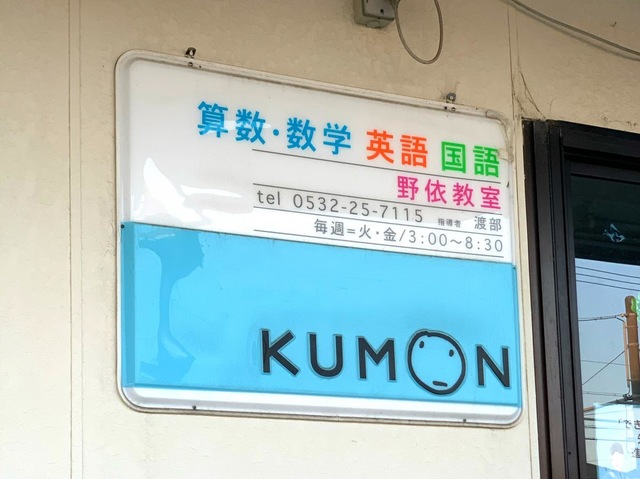 算数・数学 英語 国語
野依教室
tel 0532-25-7115 指導者 渡部
毎週=火・金/3:00〜8:30
KUMON